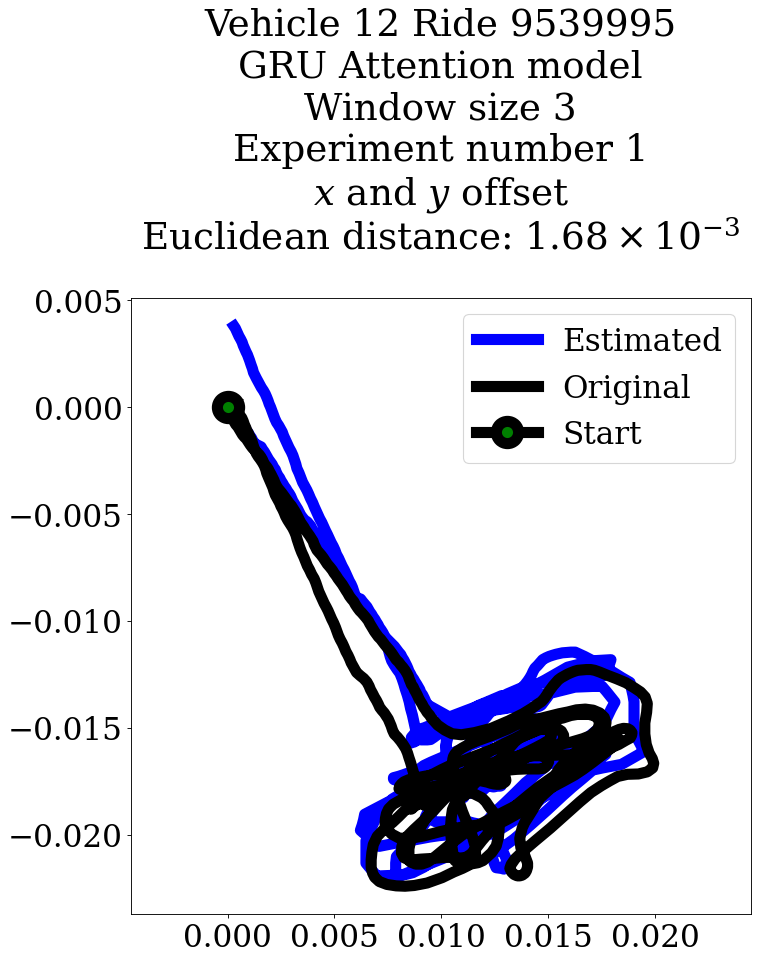 Vehicle 12 Ride 9539995
GRU Attention model
Window size 3
Experiment number 1
x and y offset
Euclidean distance: 1.68 × 10⁻³
0.005
0.000
−0.005
−0.010
−0.015
−0.020
Estimated
Original
Start
0.000 0.005 0.010 0.015 0.020